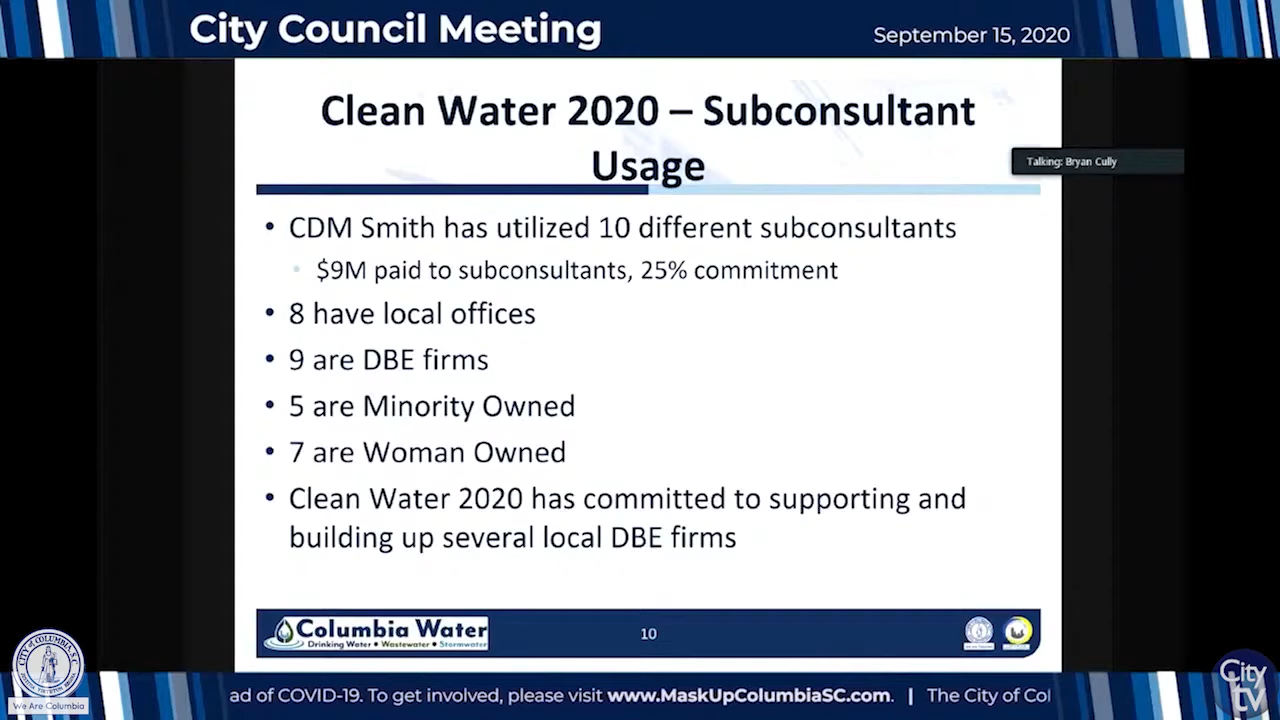 City Council Meeting
September 15, 2020
Clean Water 2020 – Subconsultant
Usage
Talking: Bryan Cully
• CDM Smith has utilized 10 different subconsultants
• $9M paid to subconsultants, 25% commitment
• 8 have local offices
• 9 are DBE firms
• 5 are Minority Owned
• 7 are Woman Owned
• Clean Water 2020 has committed to supporting and
building up several local DBE firms
Columbia Water
Drinking Water • Wastewater • Stormwater
10
We Are Columbia
ad of COVID-19. To get involved, please visit www.MaskUpColumbiaSC.com. | The City of Col
City
tv